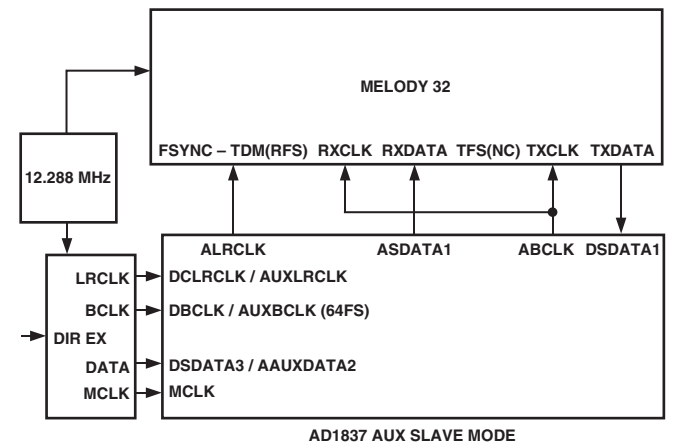 MELODY 32
FSYNC – TDM(RFS) RXCLK RXDATA TFS(NC) TXCLK TXDATA
12.288 MHz
ALRCLK ASDATA1 ABCLK DSDATA1
LRCLK DCLRCLK / AUXLRCLK
BCLK DBCLK / AUXBCLK (64FS)
DIR EX
DATA DSDATA3 / AAUXDATA2
MCLK MCLK
AD1837 AUX SLAVE MODE